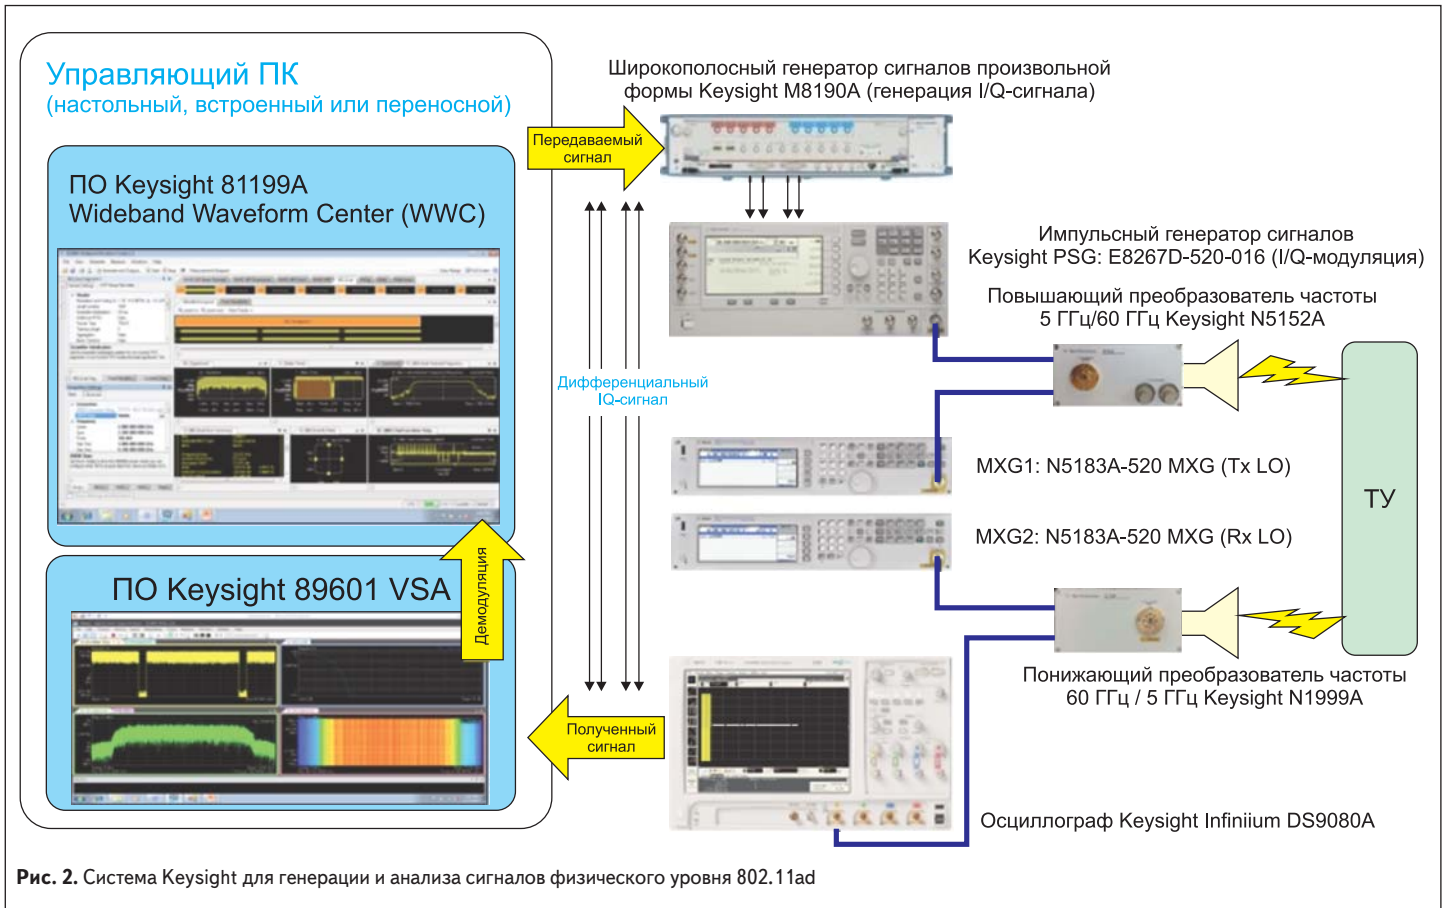 Управляющий ПК
(настольный, встроенный или переносной)
ПО Keysight 81199A
Wideband Waveform Center (WWC)
ПО Keysight 89601 VSA
Демодуляция
Передаваемый
сигнал
Полученный
сигнал
Дифференциальный
IQ-сигнал
Широкополосный генератор сигналов произвольной
формы Keysight M8190A (генерация I/Q-сигнала)
Импульсный генератор сигналов
Keysight PSG: E8267D-520-016 (I/Q-модуляция)
Повышающий преобразователь частоты
5 ГГц/60 ГГц Keysight N5152A
MXG1: N5183A-520 MXG (Tx LO)
MXG2: N5183A-520 MXG (Rx LO)
ТУ
Понижающий преобразователь частоты
60 ГГц / 5 ГГц Keysight N1999A
Осциллограф Keysight Infiniium DS9080A
Рис. 2. Система Keysight для генерации и анализа сигналов физического уровня 802.11ad